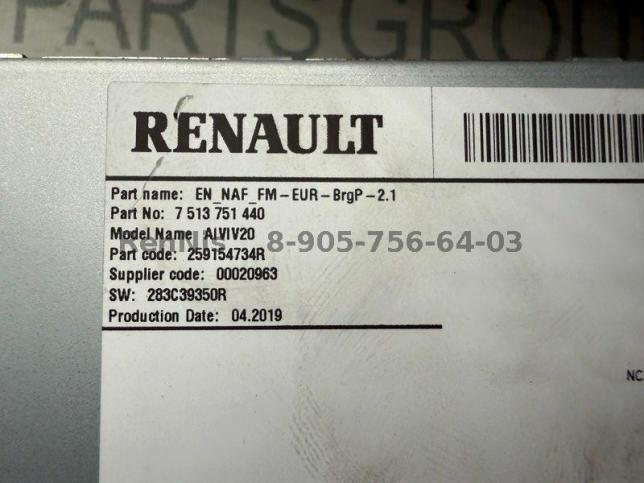 PARTSGROU
RENAULT
Part name: EN_NAF_FM-EUR-BrgP-2.1
Part No: 7 513 751 440
Model Name ALVIV20
RenNis 8-905-756-64-03
Part code: 259154734R
Supplier code: 00020963
SW: 283C39350R
Production Date: 04.2019
NC